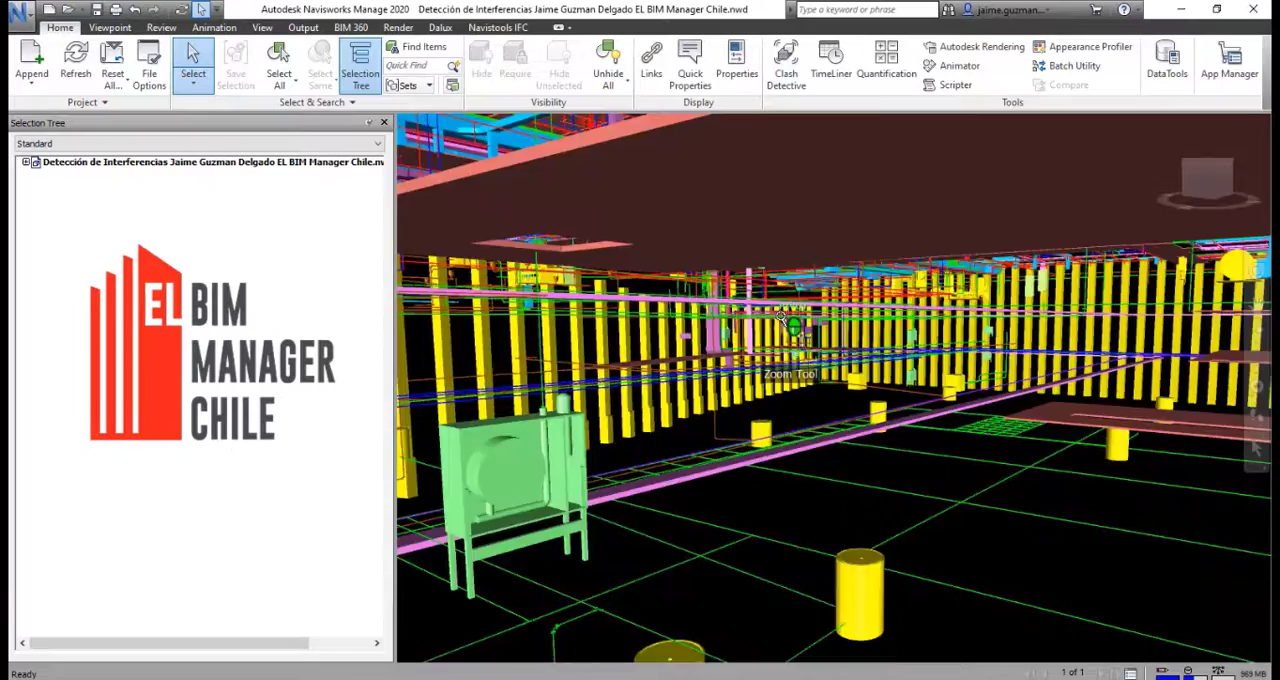 Autodesk Navisworks Manage 2020 Detección de Interferencias Jaime Guzman Delgado EL BIM Manager Chile.nwd
Type a keyword or phrase
jaime.guzman...
Home Viewpoint Review Animation View Output BIM 360 Render Dalux Navistools IFC
Append
Refresh
Reset All...
File Options
Project
Select
Save Selection
Select All
Select Same
Selection Tree
Find Items
Quick Find
Sets
Select & Search
Hide
Require
Hide Unselected
Unhide All
Visibility
Links
Quick Properties
Properties
Display
Clash Detective
TimeLiner
Quantification
Autodesk Rendering
Animator
Scripter
Appearance Profiler
Batch Utility
Compare
Tools
DataTools
App Manager
Selection Tree
Standard
Detección de Interferencias Jaime Guzman Delgado EL BIM Manager Chile.nw
EL BIM
MANAGER
CHILE
Zoom Tool
Ready
1 of 1
969 MB